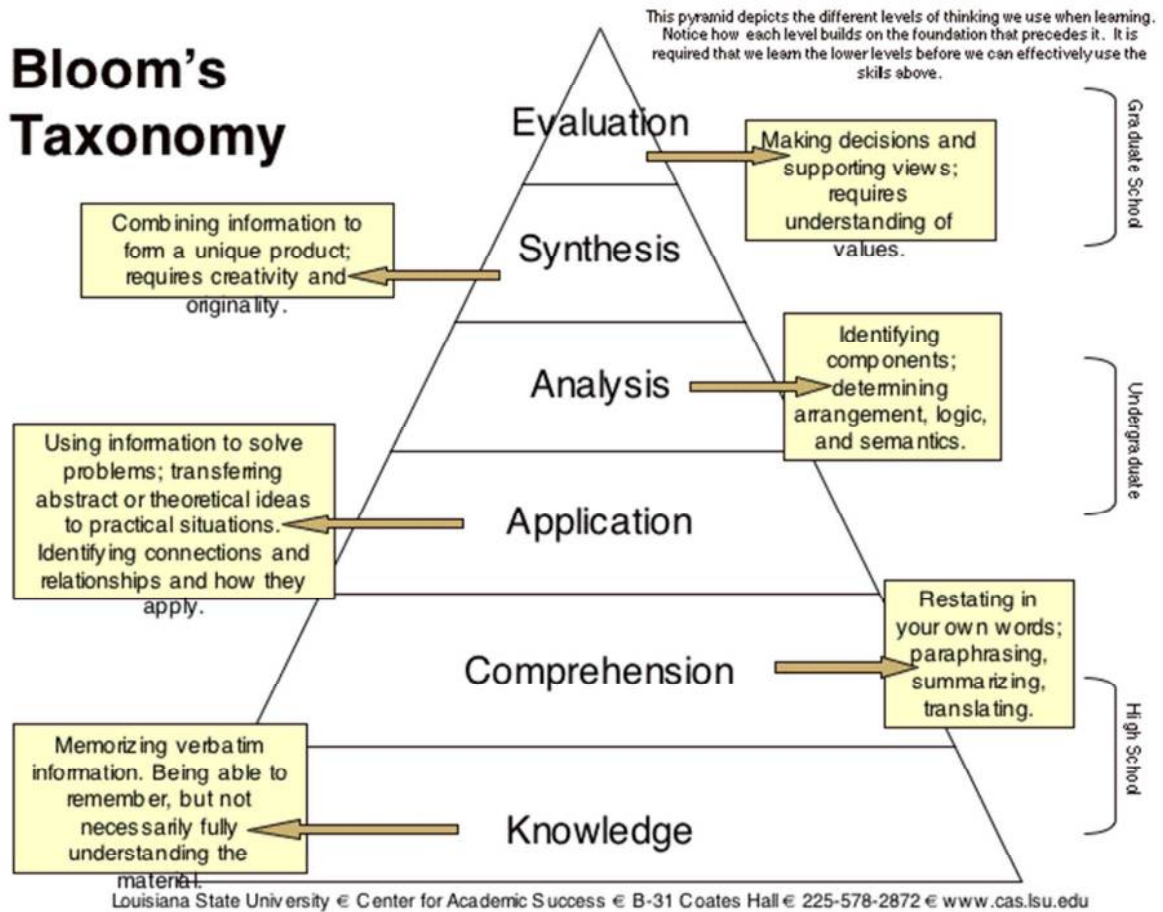 Bloom's
Taxonomy
This pyramid depicts the different levels of thinking we use when learning.
Notice how each level builds on the foundation that precedes it. It is
required that we learn the lower levels before we can effectively use the
skills above.
Evaluation
Making decisions and
supporting views;
requires
understanding of
values.
Graduate School
Combining information to
form a unique product;
requires creativity and
originality.
Synthesis
Analysis
Identifying
components;
determining
arrangement, logic,
and semantics.
Undergraduate
Using information to solve
problems; transferring
abstract or theoretical ideas
to practical situations.
Identifying connections and
relationships and how they
apply.
Application
Comprehension
Restating in
your own words;
paraphrasing,
summarizing,
translating.
High School
Memorizing verbatim
information. Being able to
remember, but not
necessarily fully
understanding the
material.
Knowledge
Louisiana State University € Center for Academic Success € B-31 Coates Hall € 225-578-2872 € www.cas.lsu.edu